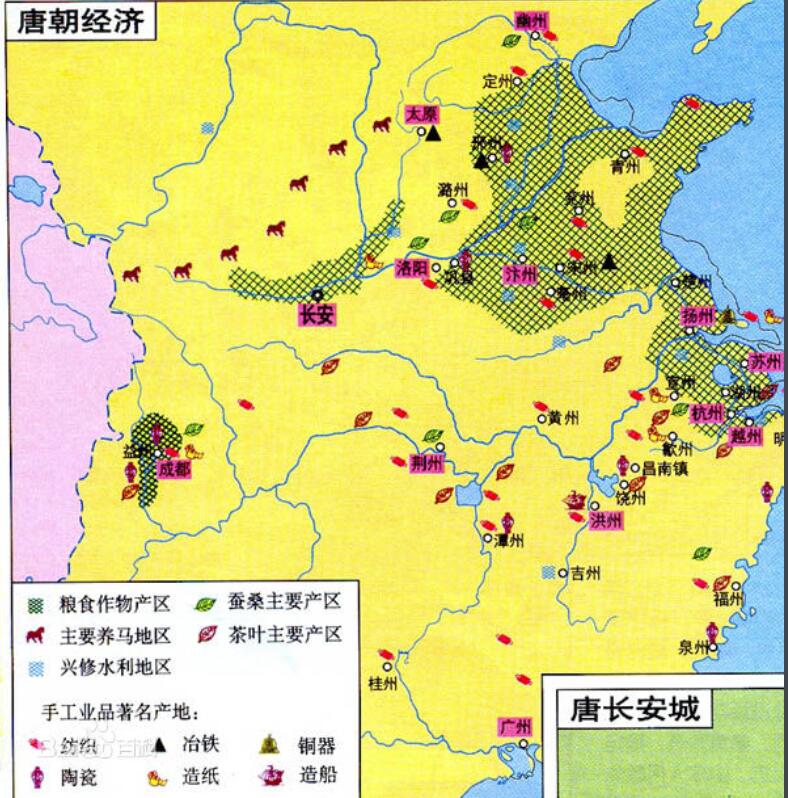 唐朝经济
幽州
定州
太原
邢州
青州
潞州
兖州
洛阳
巩县
汴州
宋州
亳州
长安
楚州
扬州
苏州
宣州
湖州
杭州
越州
明
歙州
黄州
益州
成都
荆州
昌南镇
饶州
洪州
潭州
吉州
福州
泉州
桂州
广州
粮食作物产区
蚕桑主要产区
主要养马地区
茶叶主要产区
兴修水利地区
手工业品著名产地：
纺织
冶铁
铜器
陶瓷
造纸
造船
唐长安城